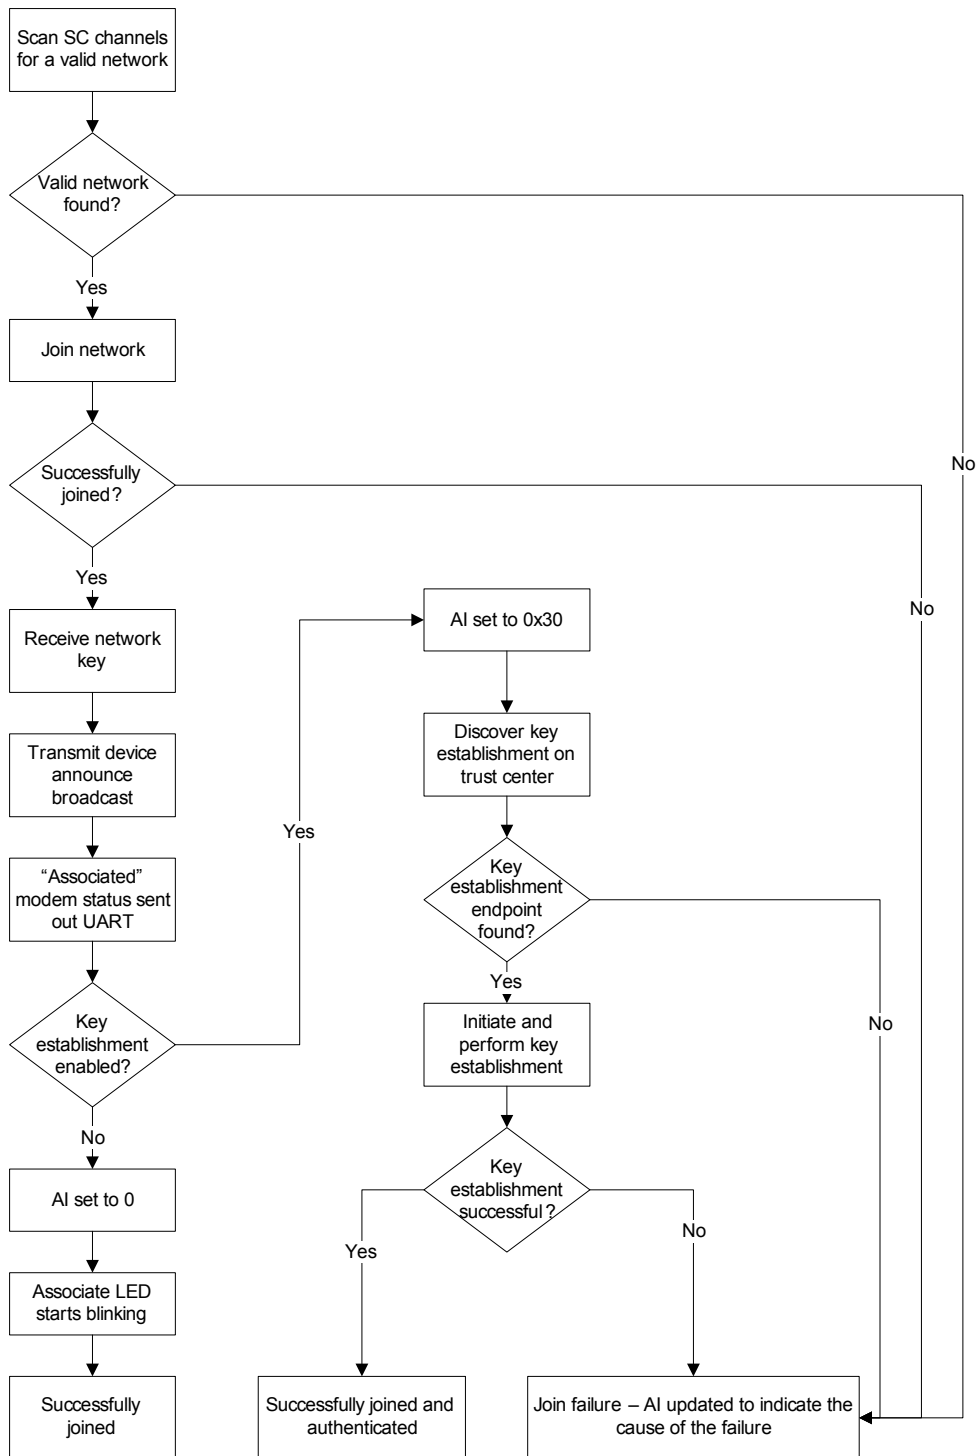 Scan SC channels
for a valid network
Valid network
found?
Yes
Join network
No
Successfully
joined?
Yes
No
Receive network
key
AI set to 0x30
Transmit device
announce
broadcast
Discover key
establishment on
trust center
Yes
“Associated”
modem status sent
out UART
Key
establishment
endpoint
found?
Yes
No
Key
establishment
enabled?
Initiate and
perform key
establishment
No
AI set to 0
Key
establishment
successful?
Yes
No
Associate LED
starts blinking
Successfully
joined
Successfully joined and
authenticated
Join failure – AI updated to indicate the
cause of the failure